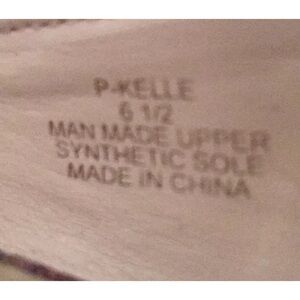 P-KELLE
6 1/2
MAN MADE UPPER
SYNTHETIC SOLE
MADE IN CHINA